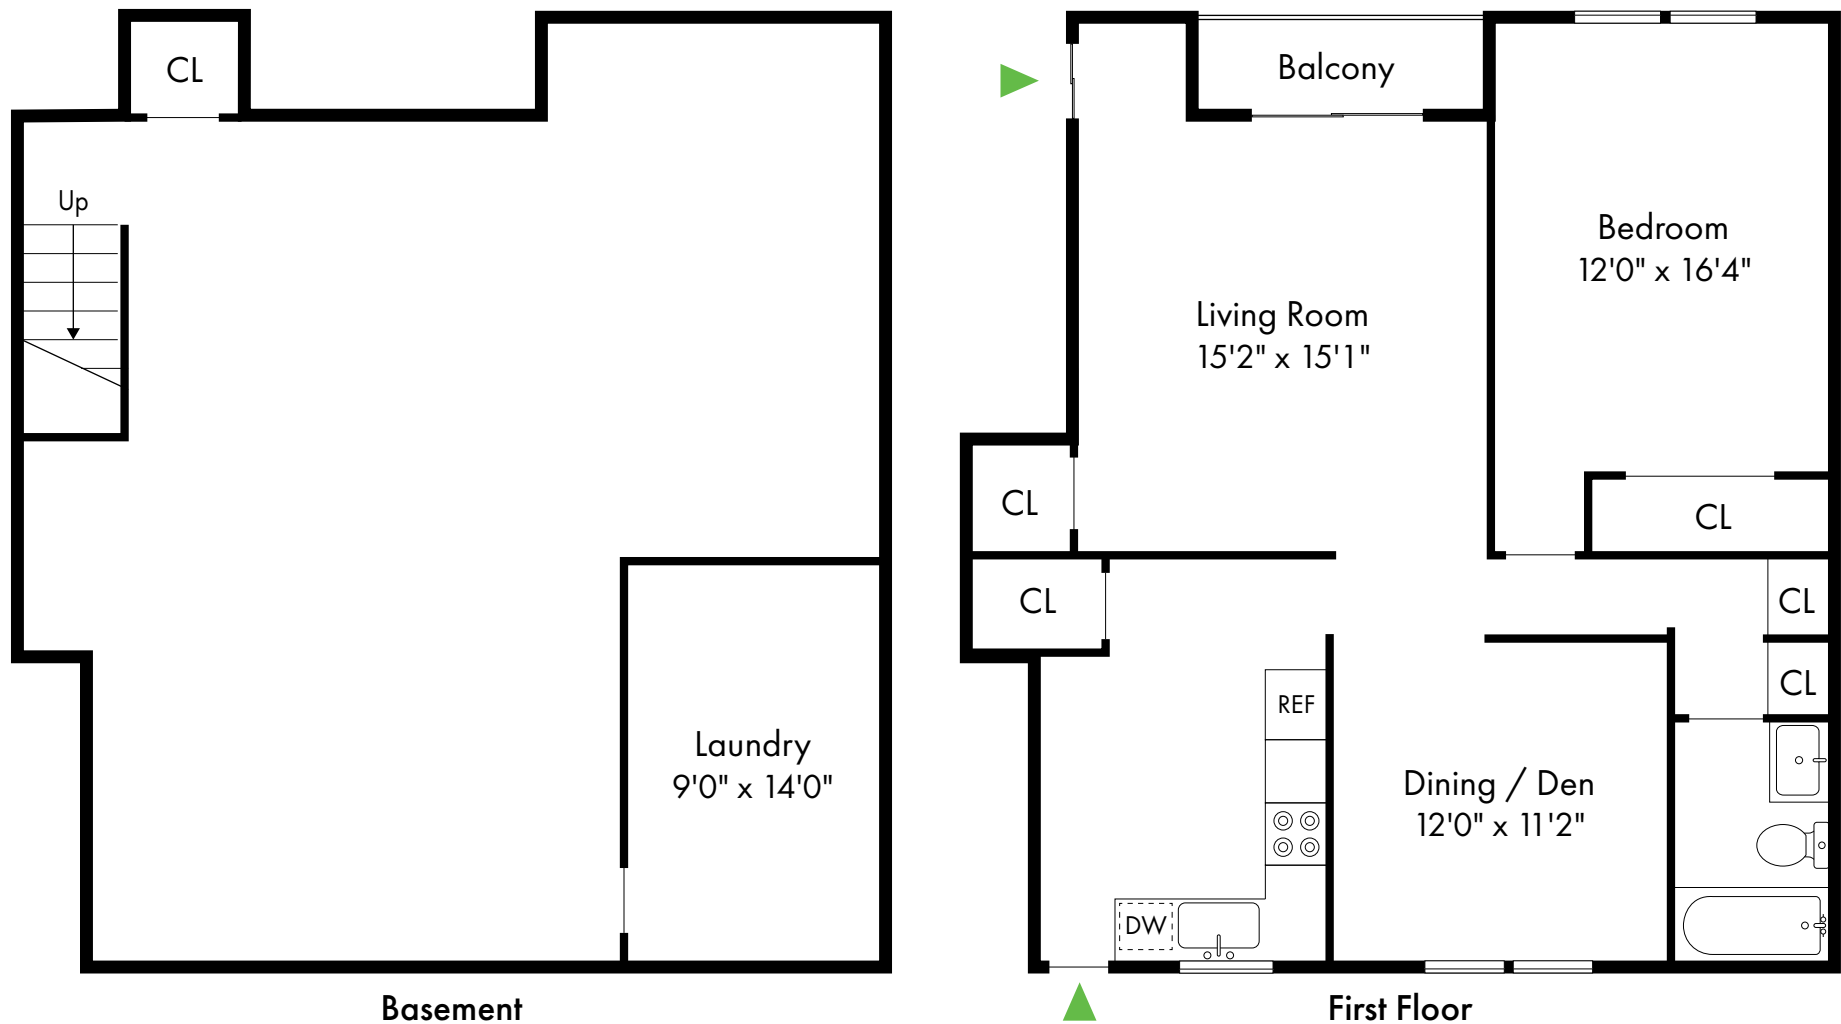 CL
Up
Laundry
9'0" x 14'0"
Basement
Balcony
Bedroom
12'0" x 16'4"
Living Room
15'2" x 15'1"
CL
CL
CL
CL
CL
REF
Dining / Den
12'0" x 11'2"
DW
First Floor